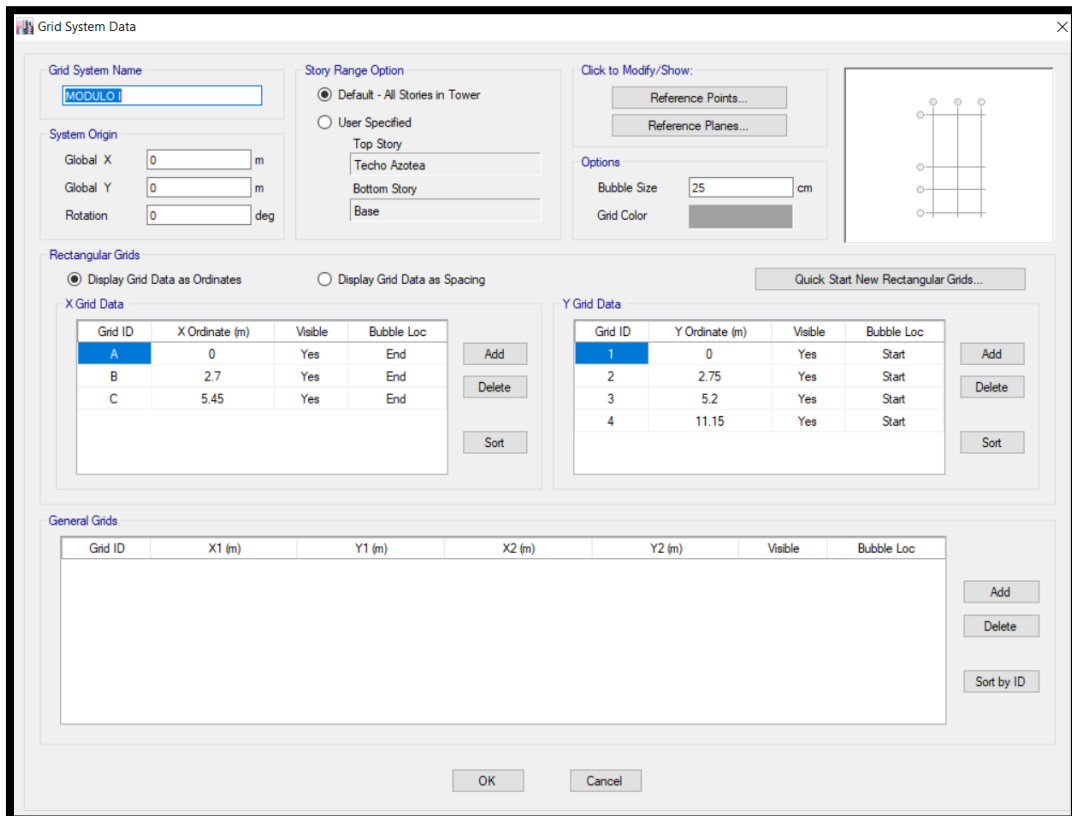 Grid System Data
Grid System Name
MODULO I
System Origin
Global X 0 m
Global Y 0 m
Rotation 0 deg
Story Range Option
Default - All Stories in Tower
User Specified
Top Story
Techo Azotea
Bottom Story
Base
Click to Modify/Show:
Reference Points...
Reference Planes...
Options
Bubble Size 25 cm
Grid Color
Rectangular Grids
Display Grid Data as Ordinates Display Grid Data as Spacing Quick Start New Rectangular Grids...
X Grid Data
Grid ID X Ordinate (m) Visible Bubble Loc
A 0 Yes End
B 2.7 Yes End
C 5.45 Yes End
Add
Delete
Sort
Y Grid Data
Grid ID Y Ordinate (m) Visible Bubble Loc
1 0 Yes Start
2 2.75 Yes Start
3 5.2 Yes Start
4 11.15 Yes Start
Add
Delete
Sort
General Grids
Grid ID X1 (m) Y1 (m) X2 (m) Y2 (m) Visible Bubble Loc
Add
Delete
Sort by ID
OK Cancel